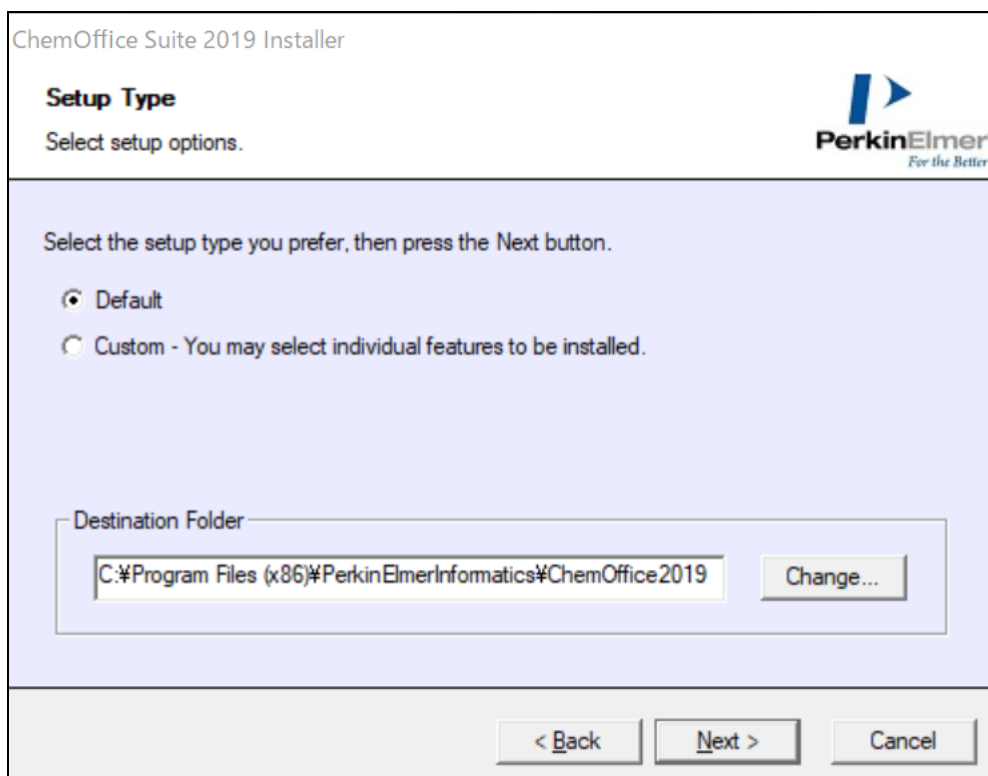 ChemOffice Suite 2019 Installer
Setup Type
Select setup options.
PerkinElmer
For the Better
Select the setup type you prefer, then press the Next button.
Default
Custom - You may select individual features to be installed.
Destination Folder
C:¥Program Files (x86)¥PerkinElmerInformatics¥ChemOffice2019
Change...
< Back
Next >
Cancel